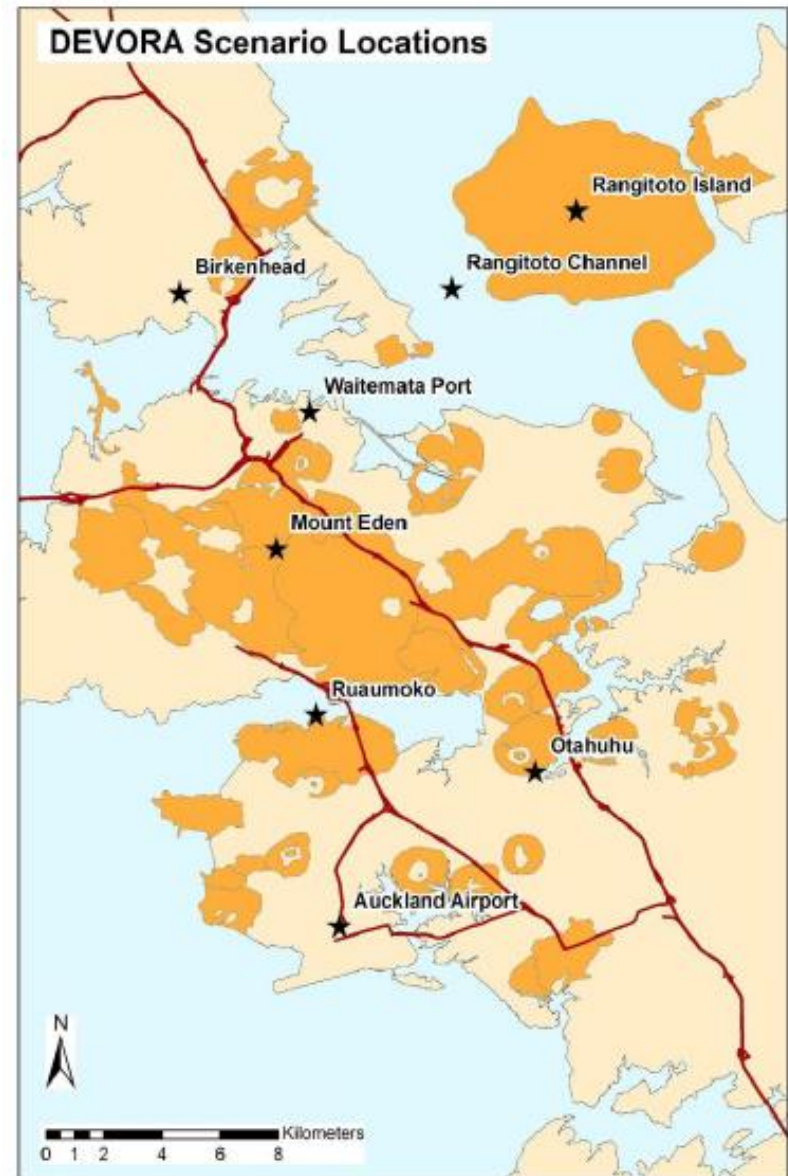 DEVORA Scenario Locations
Rangitoto Island
Birkenhead
Rangitoto Channel
Waitemata Port
Mount Eden
Ruaumoko
Otahuhu
Auckland Airport
N
Kilometers
0 1 2 4 6 8